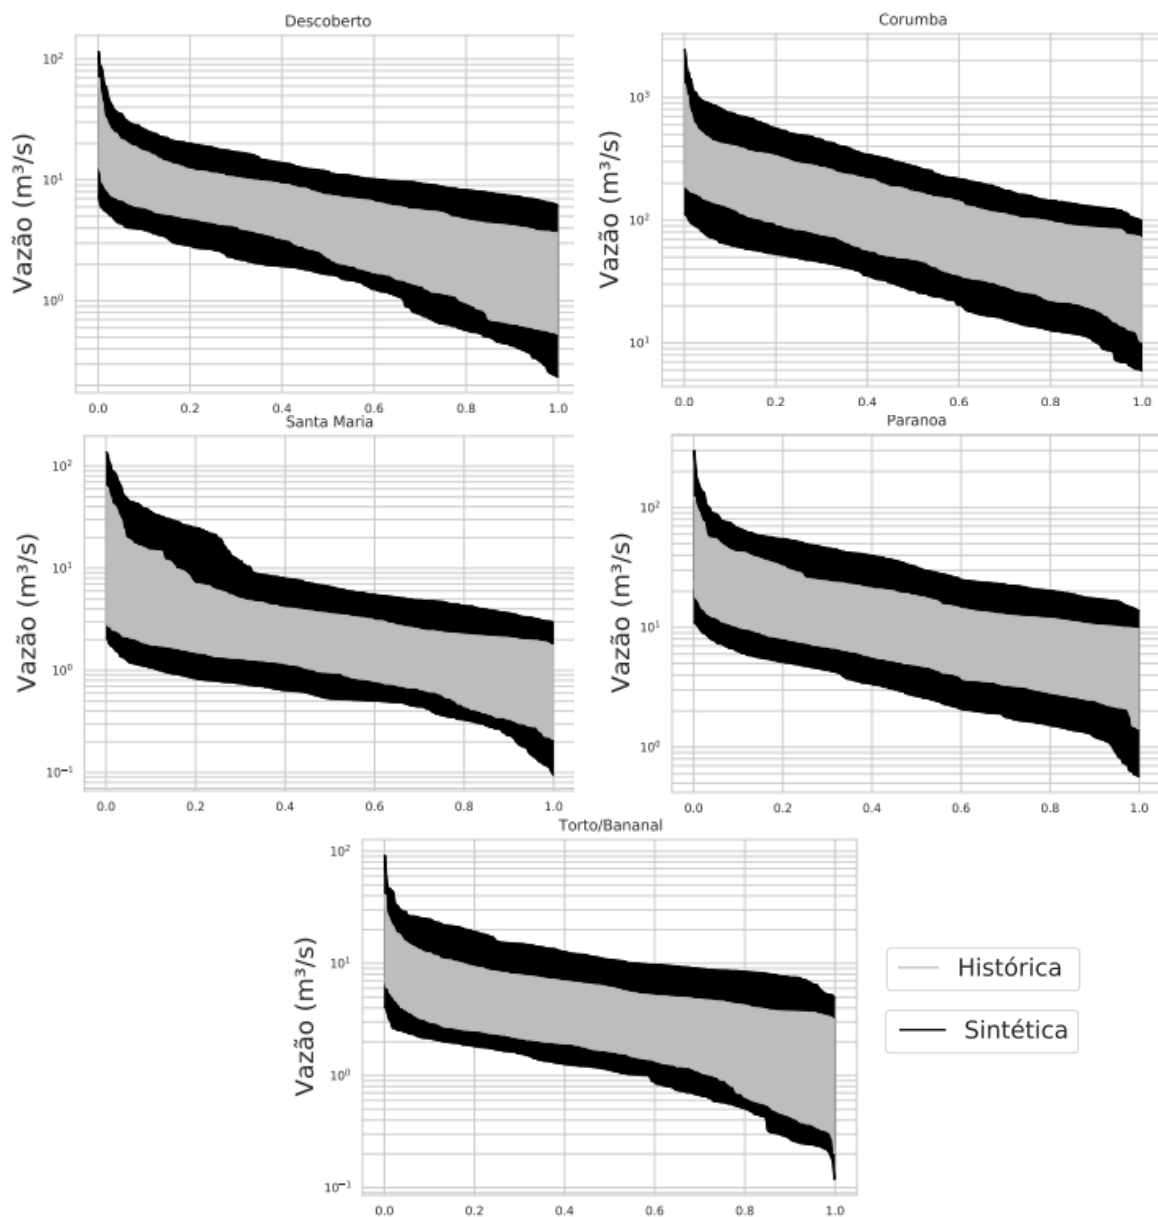 Descoberto
Vazão (m³/s)
10²
10¹
10⁰
0.0 0.2 0.4 0.6 0.8 1.0
Corumba
Vazão (m³/s)
10³
10²
10¹
0.0 0.2 0.4 0.6 0.8 1.0
Santa Maria
Vazão (m³/s)
10²
10¹
10⁰
10⁻¹
0.0 0.2 0.4 0.6 0.8 1.0
Paranoa
Vazão (m³/s)
10²
10¹
10⁰
0.0 0.2 0.4 0.6 0.8 1.0
Torto/Bananal
Vazão (m³/s)
10²
10¹
10⁰
10⁻¹
0.0 0.2 0.4 0.6 0.8 1.0
Histórica
Sintética